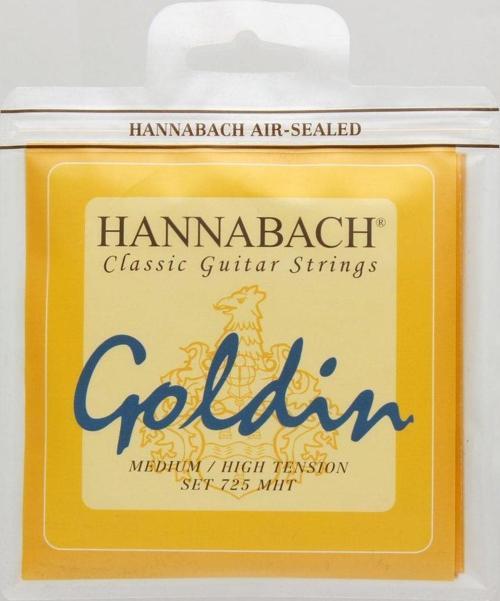 HANNABACH AIR-SEALED
HANNABACH®
Classic Guitar Strings
Goldin
MEDIUM / HIGH TENSION
SET 725 MHT